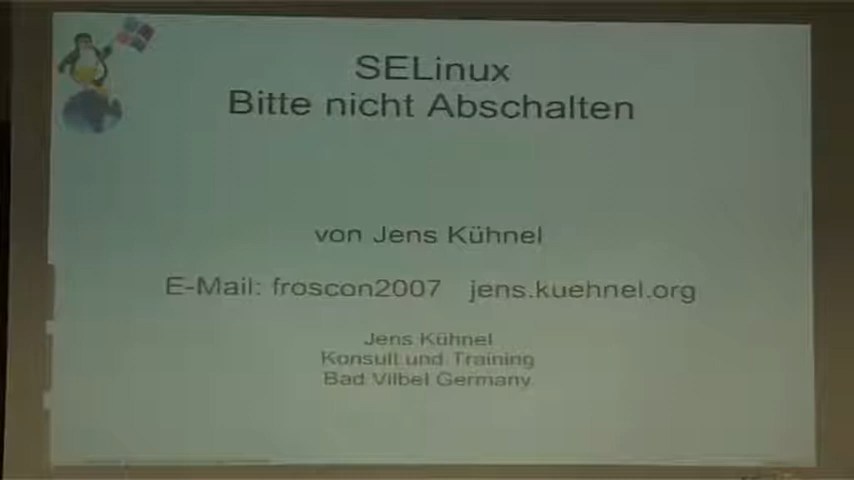 SELinux
Bitte nicht Abschalten
von Jens Kühnel
E-Mail: froscon2007 jens.kuehnel.org
Jens Kühnel
Konsult und Training
Bad Vilbel Germany